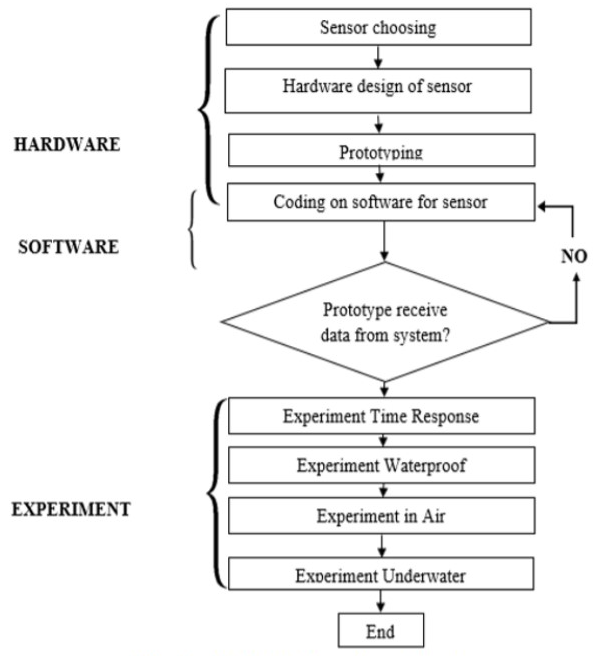 Sensor choosing
Hardware design of sensor
HARDWARE
Prototyping
Coding on software for sensor
SOFTWARE
NO
Prototype receive
data from system?
Experiment Time Response
Experiment Waterproof
EXPERIMENT
Experiment in Air
Experiment Underwater
End